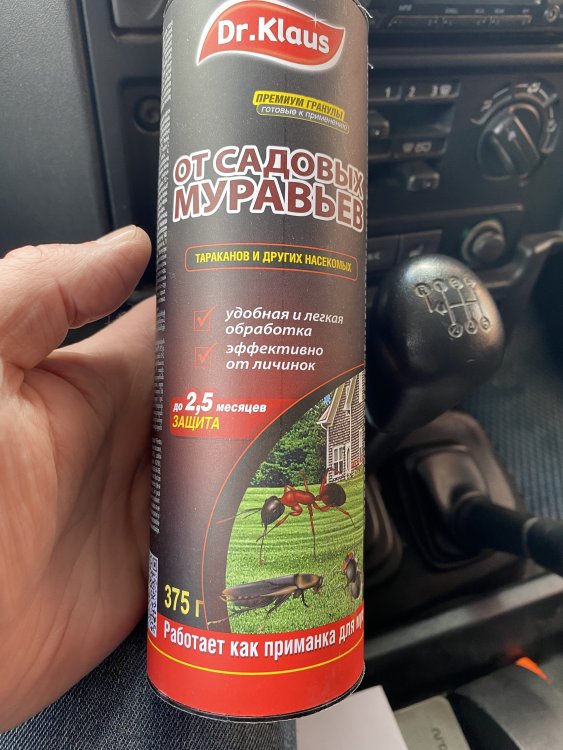 Dr.Klaus
ПРЕМИУМ ГРАНУЛЫ
готовые к применению
ОТ САДОВЫХ
МУРАВЬЕВ
ТАРАКАНОВ И ДРУГИХ НАСЕКОМЫХ
удобная и легкая
обработка
эффективно
от личинок
до 2,5 месяцев
ЗАЩИТА
375 г
Работает как приманка для